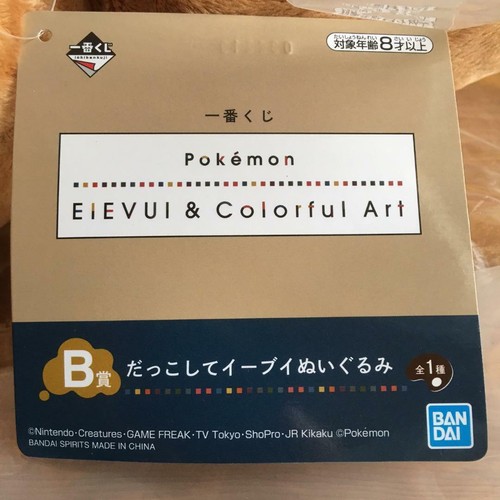 一番くじ
ichibankuji
たいしょうねんれい さい いじょう
対象年齢8才以上
一番くじ
Pokémon
EIEVUI & Colorful Art
B賞 だっこしてイーブイぬいぐるみ 全1種
©Nintendo・Creatures・GAME FREAK・TV Tokyo・ShoPro・JR Kikaku ©Pokémon
BANDAI SPIRITS MADE IN CHINA
BAN
DAI